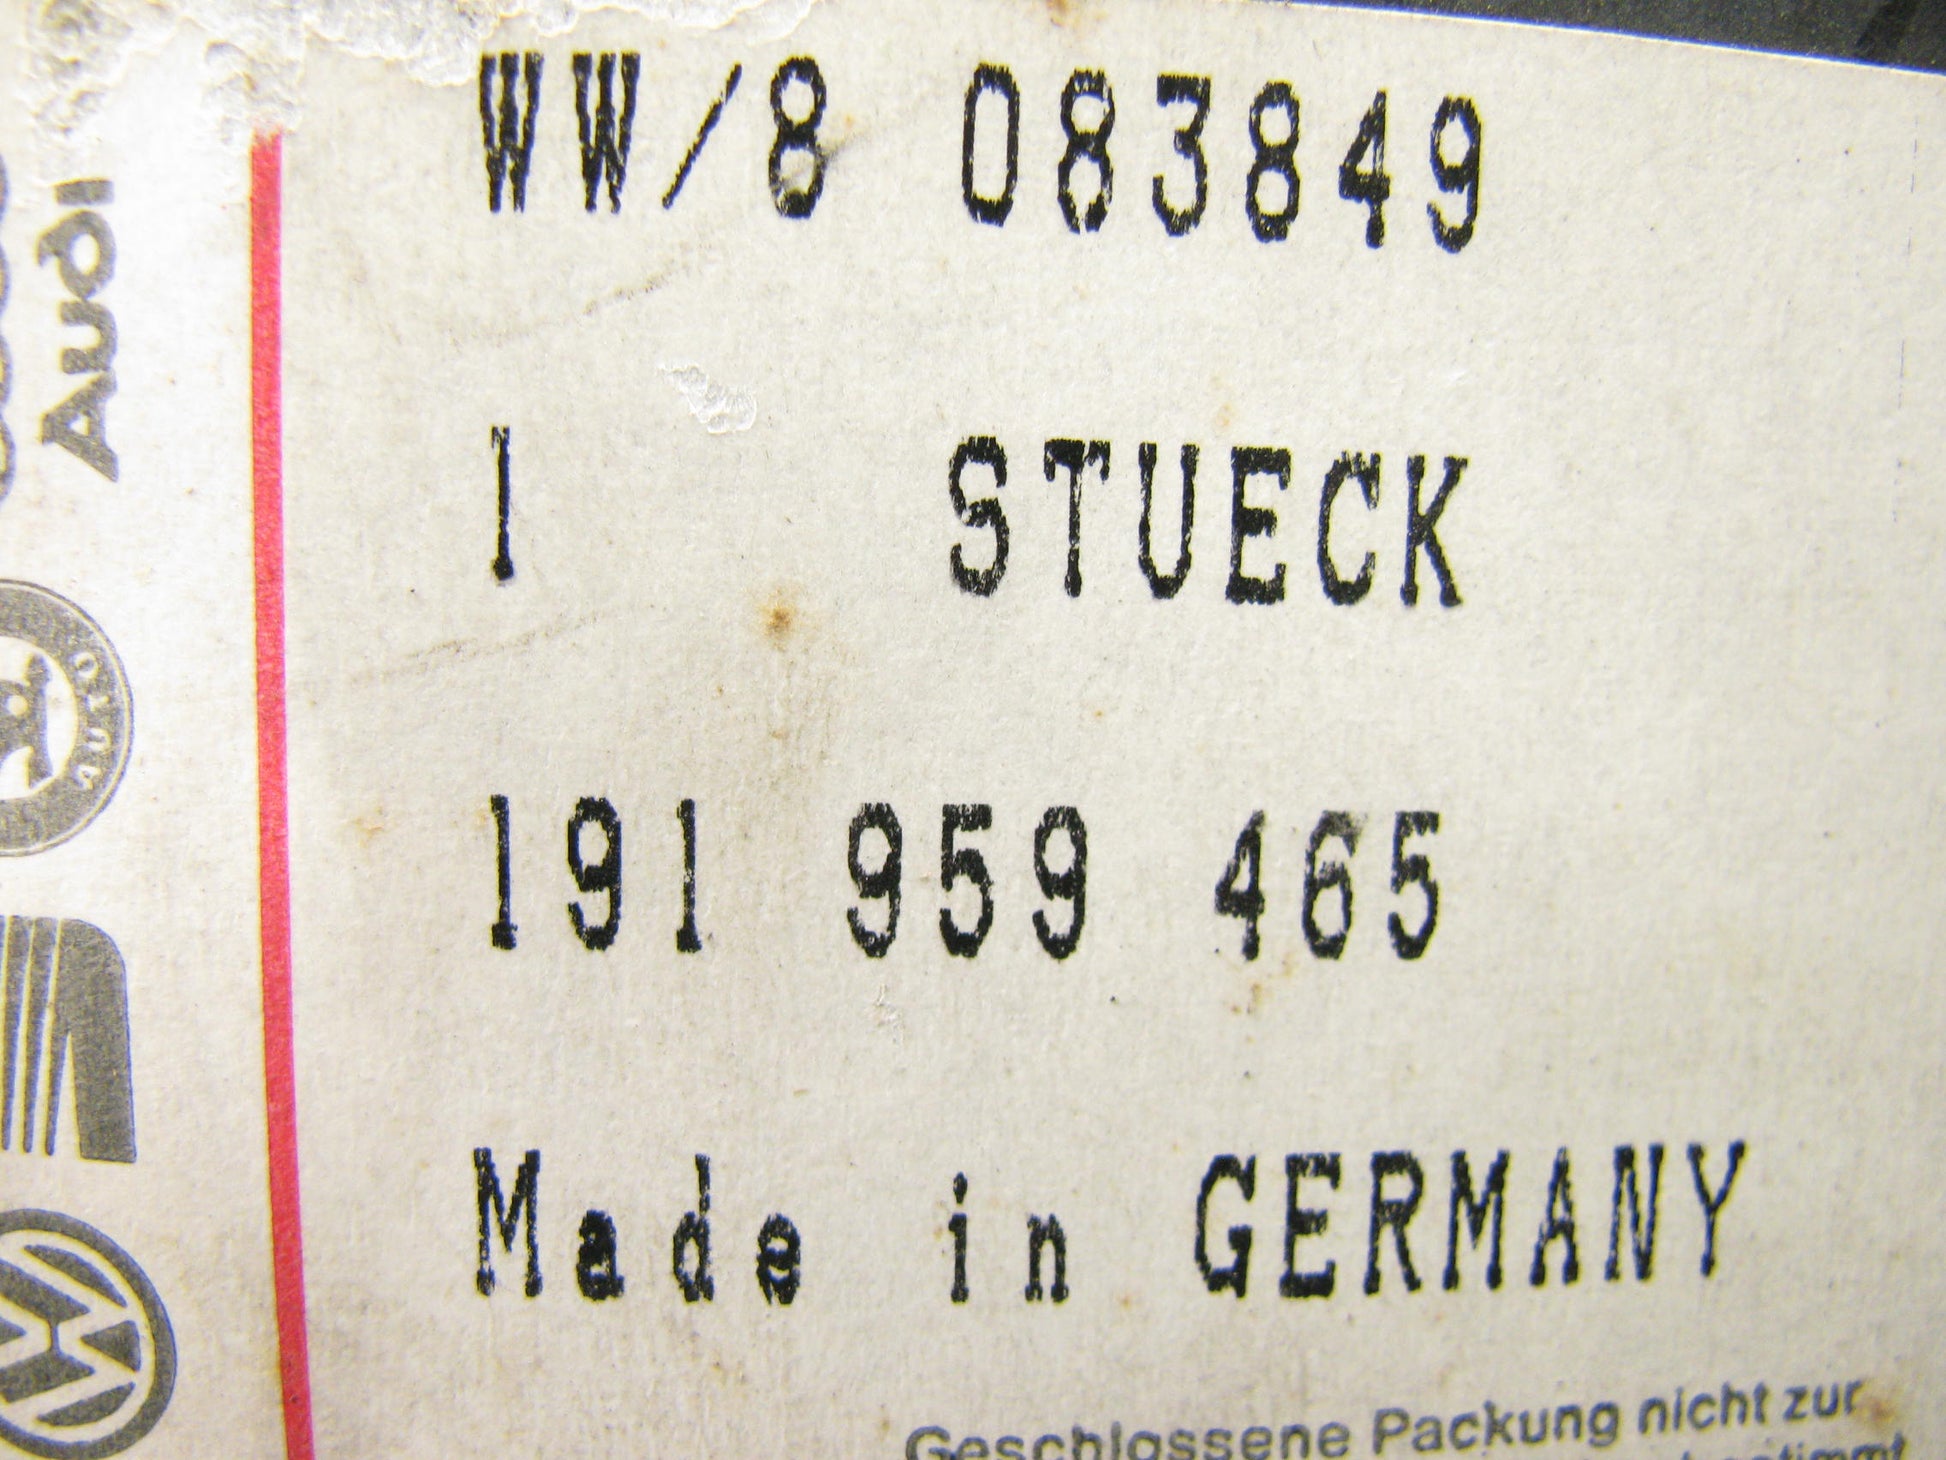 WW/8 083849
1 STUECK
191 959 465
Made in GERMANY
Geschlossene Packung nicht zur
Audi